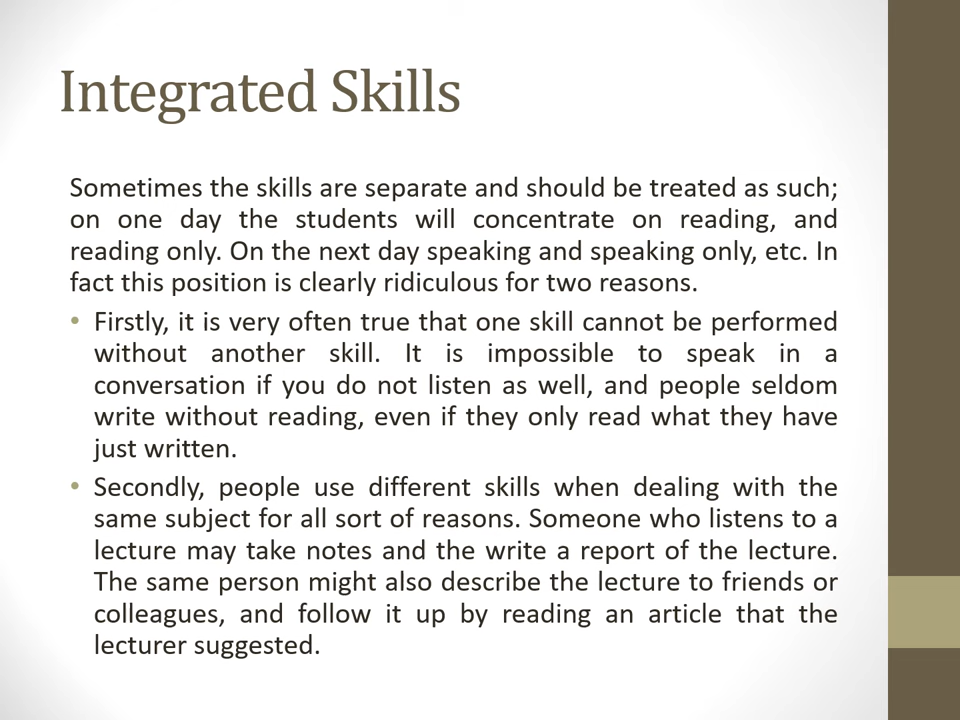 Integrated Skills
Sometimes the skills are separate and should be treated as such;
on one day the students will concentrate on reading, and
reading only. On the next day speaking and speaking only, etc. In
fact this position is clearly ridiculous for two reasons.
• Firstly, it is very often true that one skill cannot be performed
without another skill. It is impossible to speak in a
conversation if you do not listen as well, and people seldom
write without reading, even if they only read what they have
just written.
• Secondly, people use different skills when dealing with the
same subject for all sort of reasons. Someone who listens to a
lecture may take notes and the write a report of the lecture.
The same person might also describe the lecture to friends or
colleagues, and follow it up by reading an article that the
lecturer suggested.